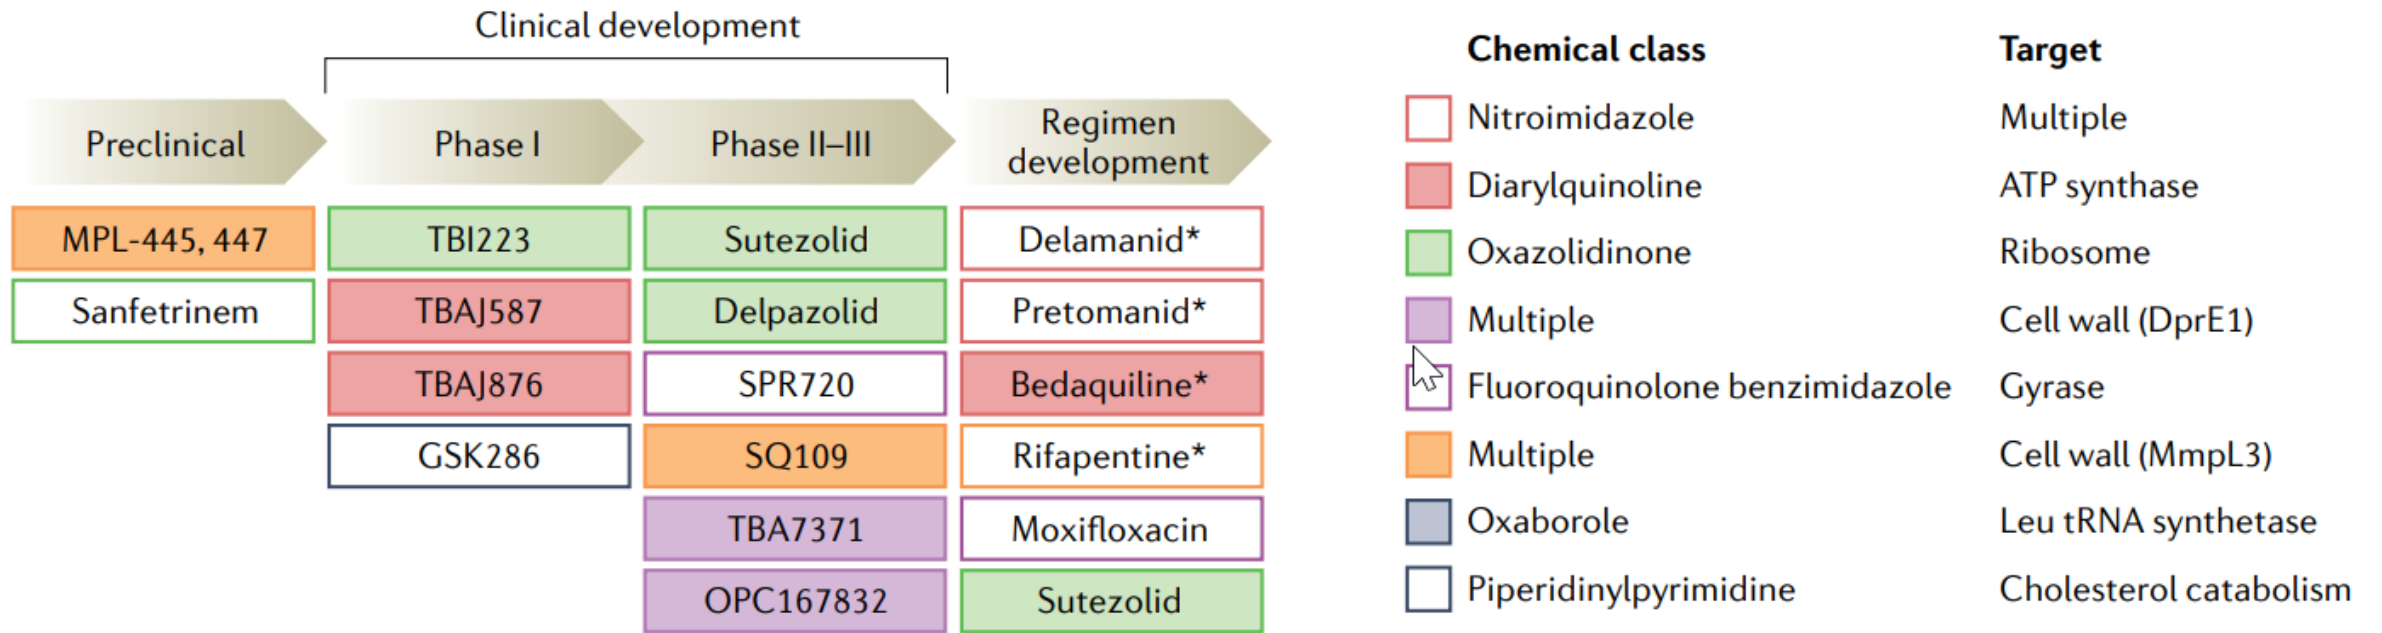 Clinical development
Preclinical
Phase I
Phase II–III
Regimen
development
MPL-445, 447
TBI223
Sutezolid
Delamanid*
Sanfetrinem
TBAJ587
Delpazolid
Pretomanid*
TBAJ876
SPR720
Bedaquiline*
GSK286
SQ109
Rifapentine*
TBA7371
Moxifloxacin
OPC167832
Sutezolid
Chemical class Target
Nitroimidazole Multiple
Diarylquinoline ATP synthase
Oxazolidinone Ribosome
Multiple Cell wall (DprE1)
Fluoroquinolone benzimidazole Gyrase
Multiple Cell wall (MmpL3)
Oxaborole Leu tRNA synthetase
Piperidinylpyrimidine Cholesterol catabolism